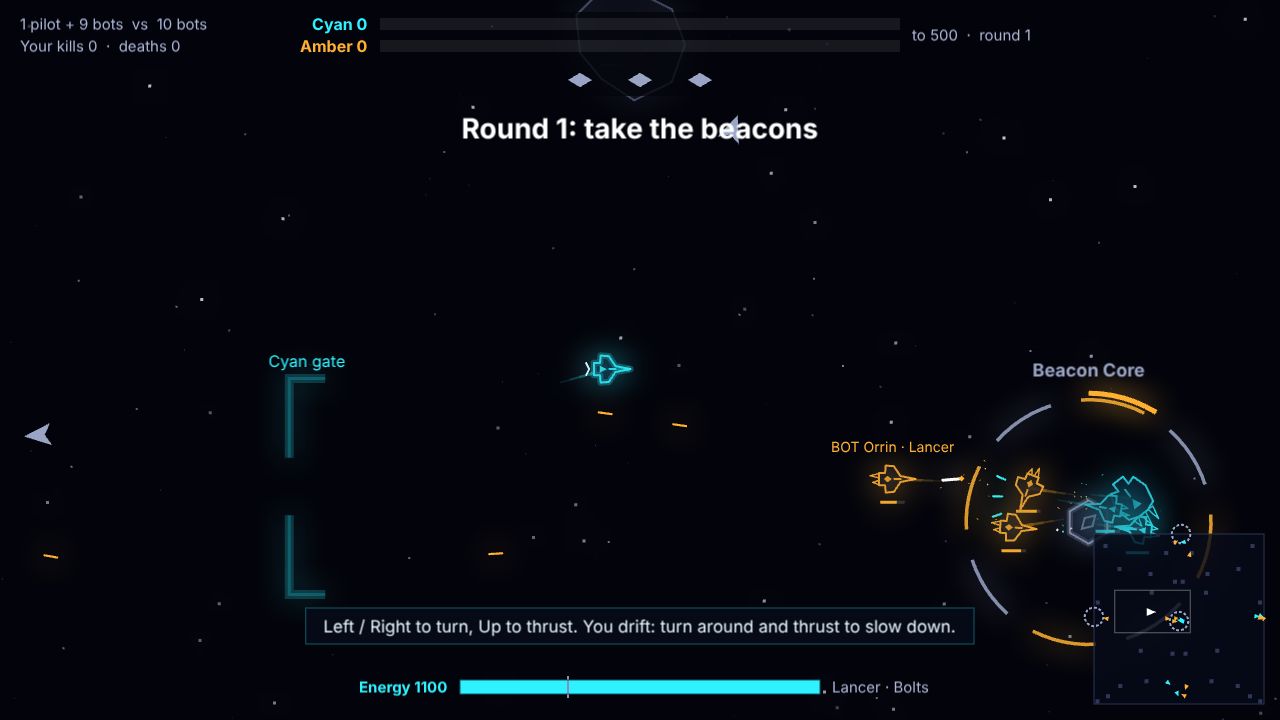 1 pilot + 9 bots vs 10 bots
Your kills 0 · deaths 0
Cyan 0
Amber 0
to 500 · round 1
Round 1: take the beacons
Cyan gate
Beacon Core
BOT Orrin · Lancer
Left / Right to turn, Up to thrust. You drift: turn around and thrust to slow down.
Energy 1100
Lancer · Bolts